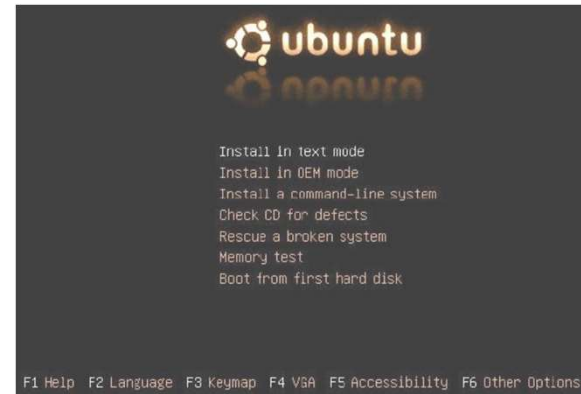 ubuntu
Install in text mode
Install in OEM mode
Install a command-line system
Check CD for defects
Rescue a broken system
Memory test
Boot from first hard disk
F1 Help F2 Language F3 Keymap F4 VGA F5 Accessibility F6 Other Options